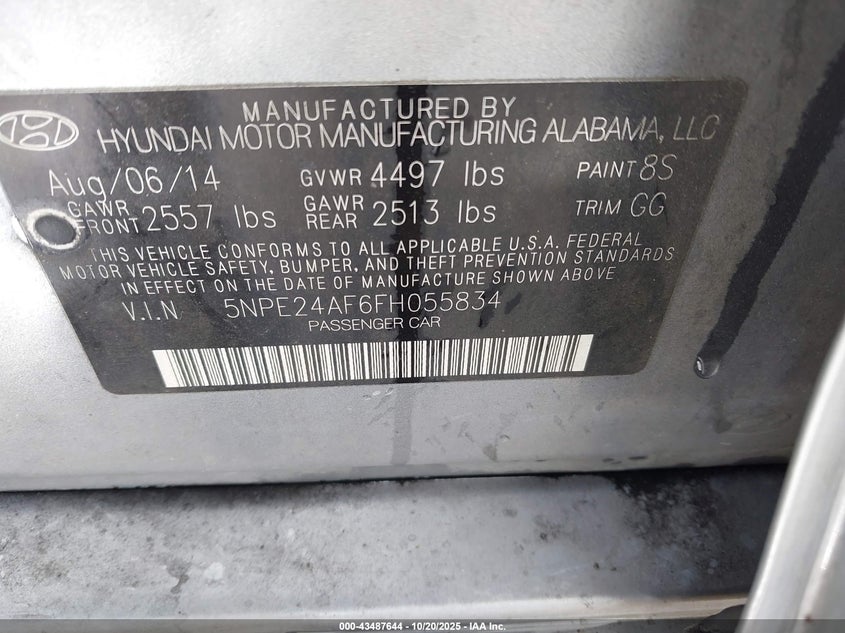 MANUFACTURED BY
HYUNDAI MOTOR MANUFACTURING ALABAMA, LLC
Aug/06/14 GVWR 4497 lbs PAINT 8S
GAWR FRONT 2557 lbs GAWR REAR 2513 lbs TRIM GG
THIS VEHICLE CONFORMS TO ALL APPLICABLE U.S.A. FEDERAL
MOTOR VEHICLE SAFETY, BUMPER, AND THEFT PREVENTION STANDARDS
IN EFFECT ON THE DATE OF MANUFACTURE SHOWN ABOVE
V.I.N 5NPE24AF6FH055834
PASSENGER CAR
000-43487644 - 10/20/2025 - IAA Inc.